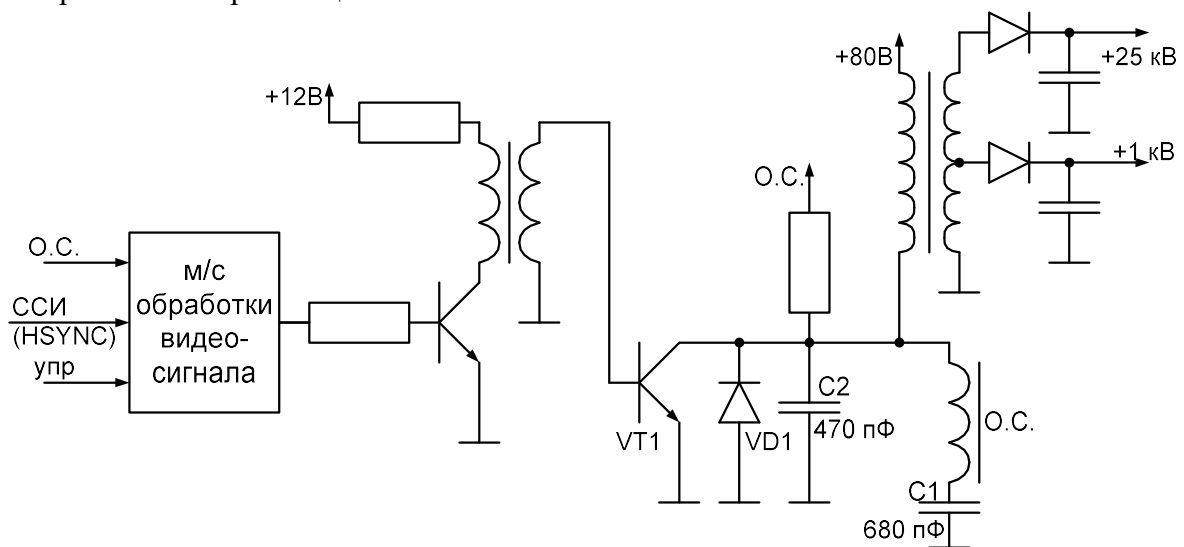 +80В
+25 кВ
+12В
+1 кВ
О.С.
О.С.
м/с
обработки
видео-
сигнала
ССИ
(HSYNC)
упр
C2
470 пФ
VT1
VD1
О.С.
C1
680 пФ